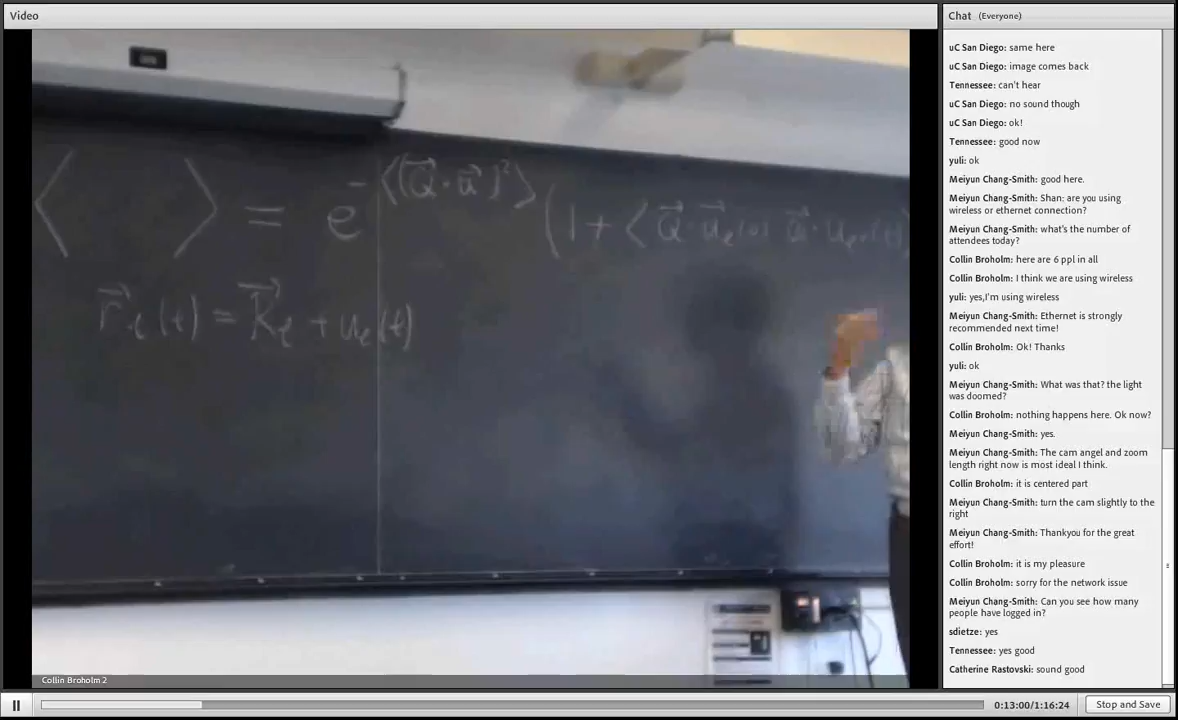 Video
⟨ ⟩ = e^{-⟨(Q⃗·u⃗)²⟩} (1 + ⟨Q⃗·u⃗ₗ(0) Q⃗·uₗ'(t)⟩
r⃗ₗ(t) = R⃗ₗ + uₗ(t)
Collin Broholm 2
0:13:00/1:16:24
Stop and Save
Chat (Everyone)
uC San Diego: same here
uC San Diego: image comes back
Tennessee: can't hear
uC San Diego: no sound though
uC San Diego: ok!
Tennessee: good now
yuli: ok
Meiyun Chang-Smith: good here.
Meiyun Chang-Smith: Shan: are you using
wireless or ethernet connection?
Meiyun Chang-Smith: what's the number of
attendees today?
Collin Broholm: here are 6 ppl in all
Collin Broholm: I think we are using wireless
yuli: yes,I'm using wireless
Meiyun Chang-Smith: Ethernet is strongly
recommended next time!
Collin Broholm: Ok! Thanks
yuli: ok
Meiyun Chang-Smith: What was that? the light
was doomed?
Collin Broholm: nothing happens here. Ok now?
Meiyun Chang-Smith: yes.
Meiyun Chang-Smith: The cam angel and zoom
length right now is most ideal I think.
Collin Broholm: it is centered part
Meiyun Chang-Smith: turn the cam slightly to the
right
Meiyun Chang-Smith: Thankyou for the great
effort!
Collin Broholm: it is my pleasure
Collin Broholm: sorry for the network issue
Meiyun Chang-Smith: Can you see how many
people have logged in?
sdietze: yes
Tennessee: yes good
Catherine Rastovski: sound good